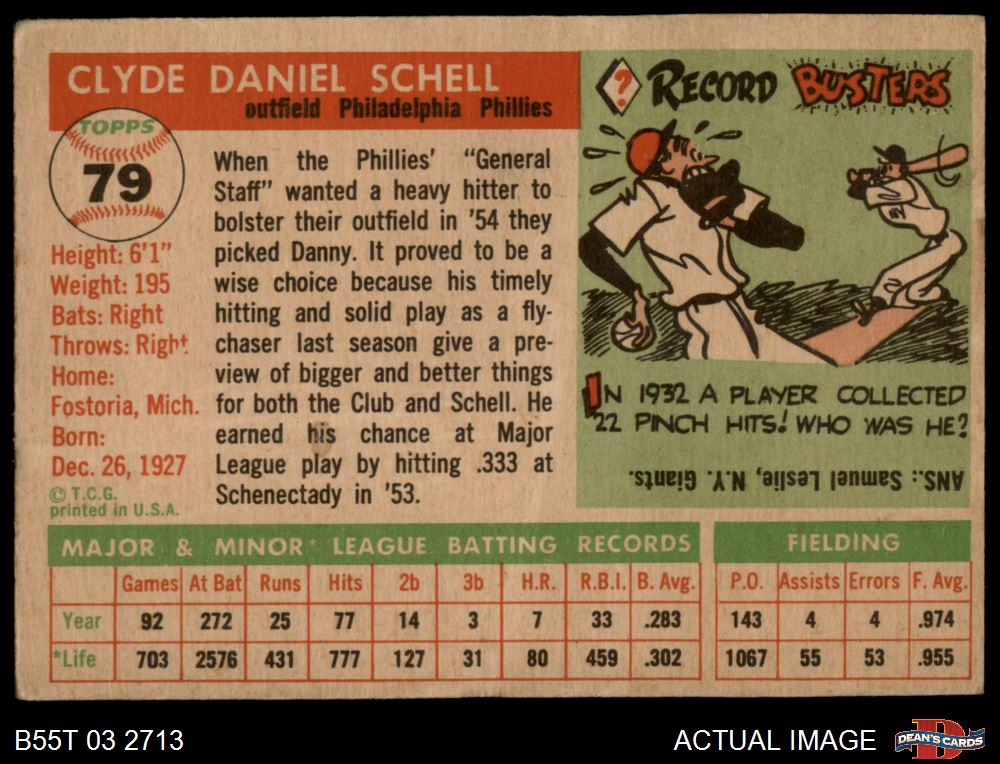 CLYDE DANIEL SCHELL
outfield Philadelphia Phillies
TOPPS
79
Height: 6'1"
Weight: 195
Bats: Right
Throws: Right
Home:
Fostoria, Mich.
Born:
Dec. 26, 1927
© T.C.G.
printed in U.S.A.
When the Phillies' "General
Staff" wanted a heavy hitter to
bolster their outfield in '54 they
picked Danny. It proved to be a
wise choice because his timely
hitting and solid play as a fly-
chaser last season give a pre-
view of bigger and better things
for both the Club and Schell. He
earned his chance at Major
League play by hitting .333 at
Schenectady in '53.
? RECORD BUSTERS
NY
IN 1932 A PLAYER COLLECTED
22 PINCH HITS! WHO WAS HE?
ANS.: Samuel Leslie, N.Y. Giants.
MAJOR & MINOR* LEAGUE BATTING RECORDS
Games At Bat Runs Hits 2b 3b H.R. R.B.I. B. Avg.
Year 92 272 25 77 14 3 7 33 .283
*Life 703 2576 431 777 127 31 80 459 .302
FIELDING
P.O. Assists Errors F. Avg.
143 4 4 .974
1067 55 53 .955
B55T 03 2713
ACTUAL IMAGE
D
DEAN'S CARDS